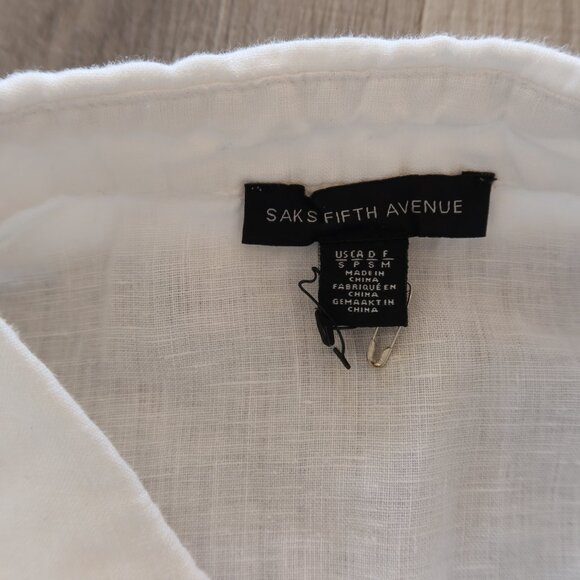 SAKS FIFTH AVENUE
US CA D F
S P S M
MADE IN
CHINA
FABRIQUÉ EN
CHINA
GEMAAKT IN
CHINA